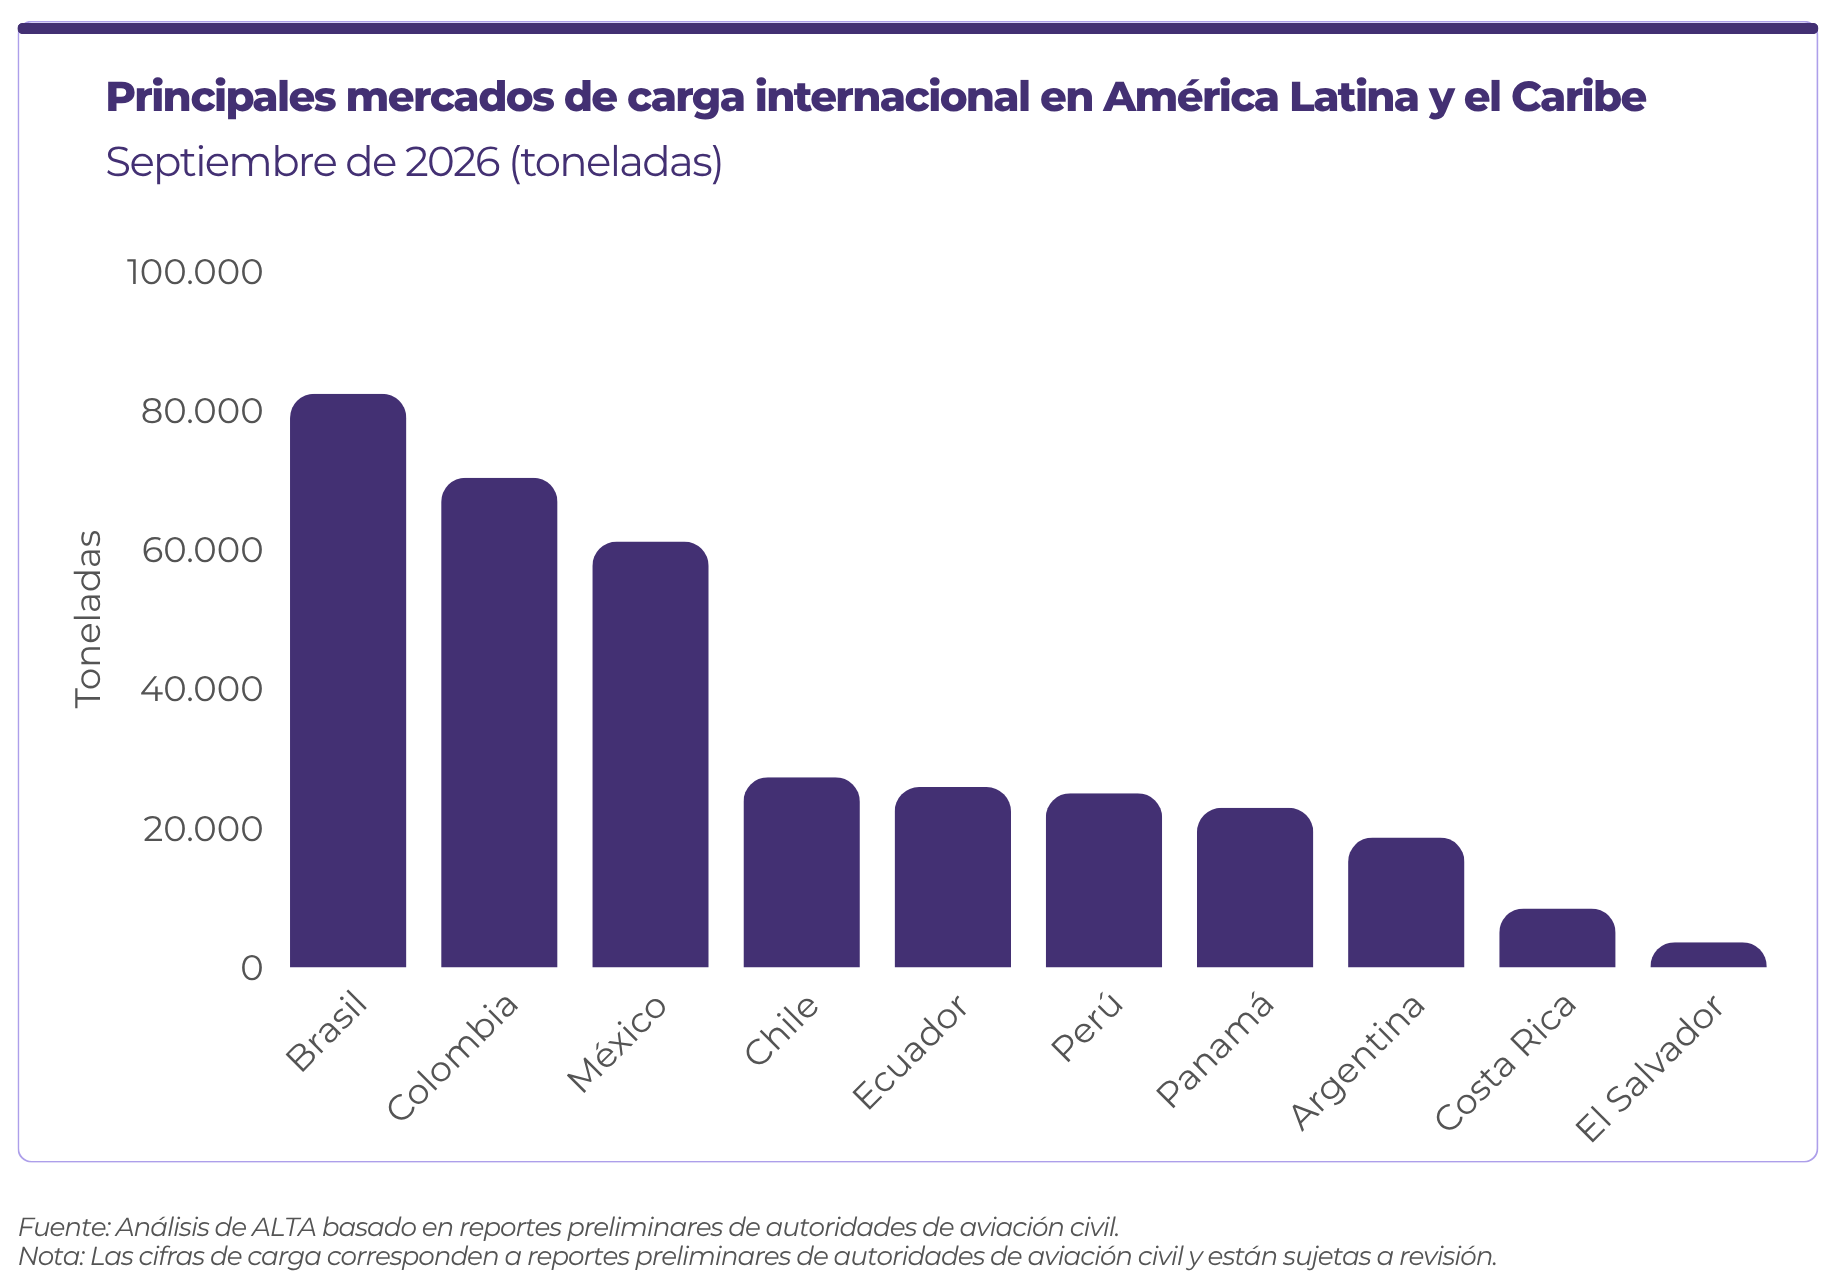 Principales mercados de carga internacional en América Latina y el Caribe
Septiembre de 2026 (toneladas)
100.000
80.000
60.000
40.000
20.000
0
Toneladas
Brasil
Colombia
México
Chile
Ecuador
Perú
Panamá
Argentina
Costa Rica
El Salvador
Fuente: Análisis de ALTA basado en reportes preliminares de autoridades de aviación civil.
Nota: Las cifras de carga corresponden a reportes preliminares de autoridades de aviación civil y están sujetas a revisión.